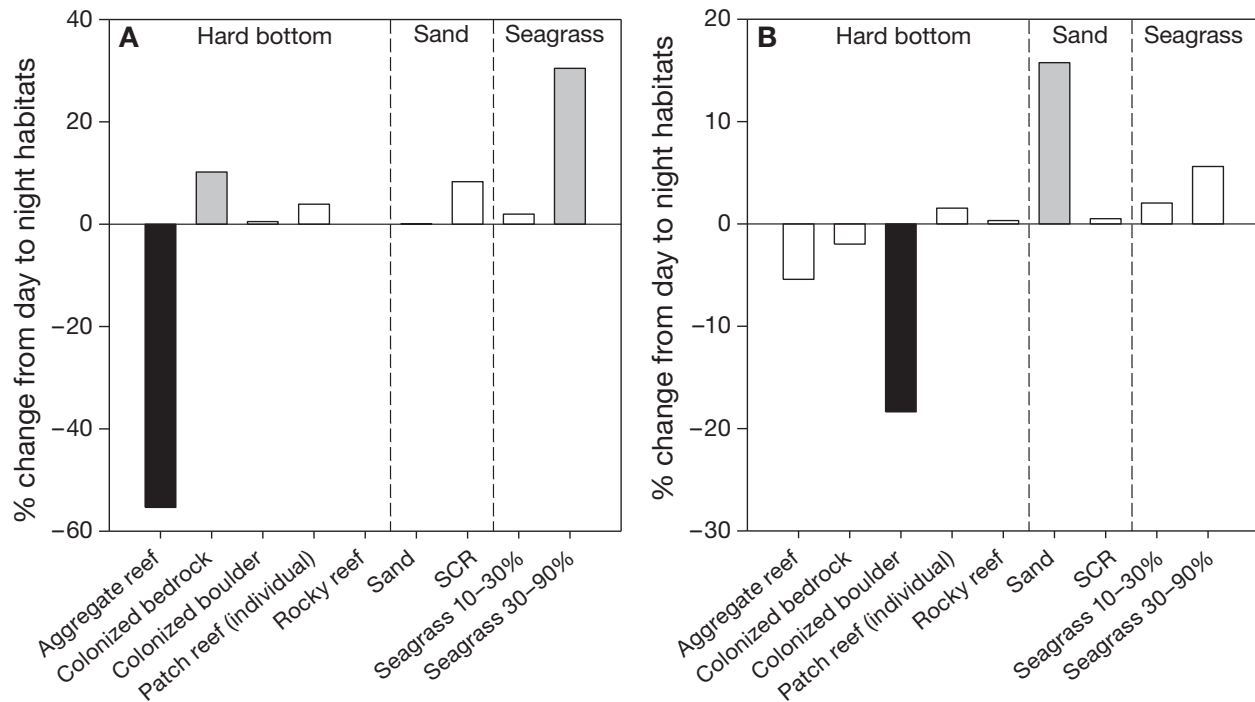 A
Hard bottom
Sand
Seagrass
% change from day to night habitats
40
20
0
−20
−40
−60
Aggregate reef
Colonized bedrock
Colonized boulder
Patch reef (individual)
Rocky reef
Sand
SCR
Seagrass 10–30%
Seagrass 30–90%
B
Hard bottom
Sand
Seagrass
% change from day to night habitats
20
10
0
−10
−20
−30
Aggregate reef
Colonized bedrock
Colonized boulder
Patch reef (individual)
Rocky reef
Sand
SCR
Seagrass 10–30%
Seagrass 30–90%